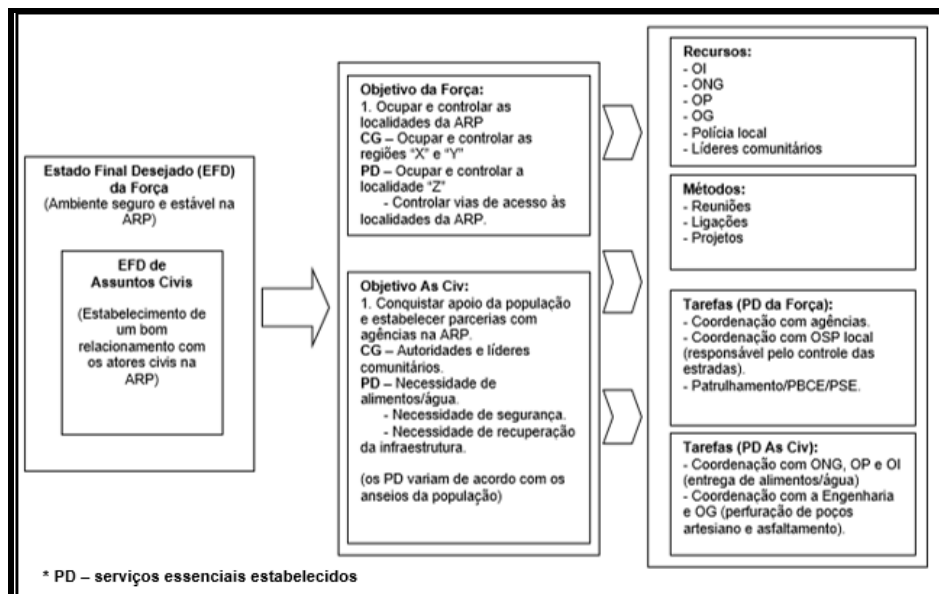 Estado Final Desejado (EFD)
da Força
(Ambiente seguro e estável na
ARP)
EFD de
Assuntos Civis
(Estabelecimento de
um bom
relacionamento com
os atores civis na
ARP)
Objetivo da Força:
1. Ocupar e controlar as
localidades da ARP
CG – Ocupar e controlar as
regiões “X” e “Y”
PD – Ocupar e controlar a
localidade “Z”
- Controlar vias de acesso às
localidades da ARP.
Objetivo As Civ:
1. Conquistar apoio da população
e estabelecer parcerias com
agências na ARP.
CG – Autoridades e líderes
comunitários.
PD – Necessidade de
alimentos/água.
- Necessidade de segurança.
- Necessidade de recuperação
da infraestrutura.
(os PD variam de acordo com os
anseios da população)
Recursos:
- OI
- ONG
- OP
- OG
- Polícia local
- Líderes comunitários
Métodos:
- Reuniões
- Ligações
- Projetos
Tarefas (PD da Força):
- Coordenação com agências.
- Coordenação com OSP local
(responsável pelo controle das
estradas).
- Patrulhamento/PBCE/PSE.
Tarefas (PD As Civ):
- Coordenação com ONG, OP e OI
(entrega de alimentos/água)
- Coordenação com a Engenharia
e OG (perfuração de poços
artesiano e asfaltamento).
* PD – serviços essenciais estabelecidos